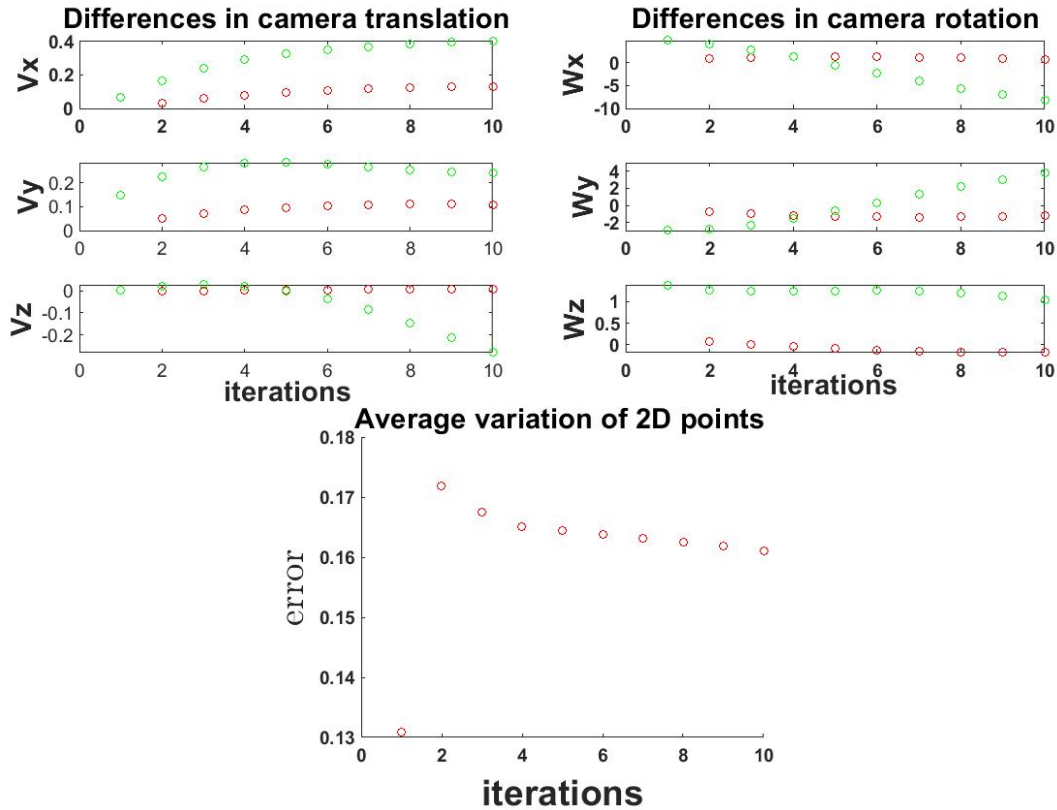 Differences in camera translation
Vx
0.4
0.2
0
0 2 4 6 8 10
Vy
0.2
0.1
0
0 2 4 6 8 10
Vz
0
-0.1
-0.2
0 2 4 6 8 10
iterations
Differences in camera rotation
Wx
0
-5
-10
0 2 4 6 8 10
Wy
4
2
0
-2
0 2 4 6 8 10
Wz
1
0.5
0
0 2 4 6 8 10
iterations
Average variation of 2D points
error
0.18
0.17
0.16
0.15
0.14
0.13
0 2 4 6 8 10
iterations